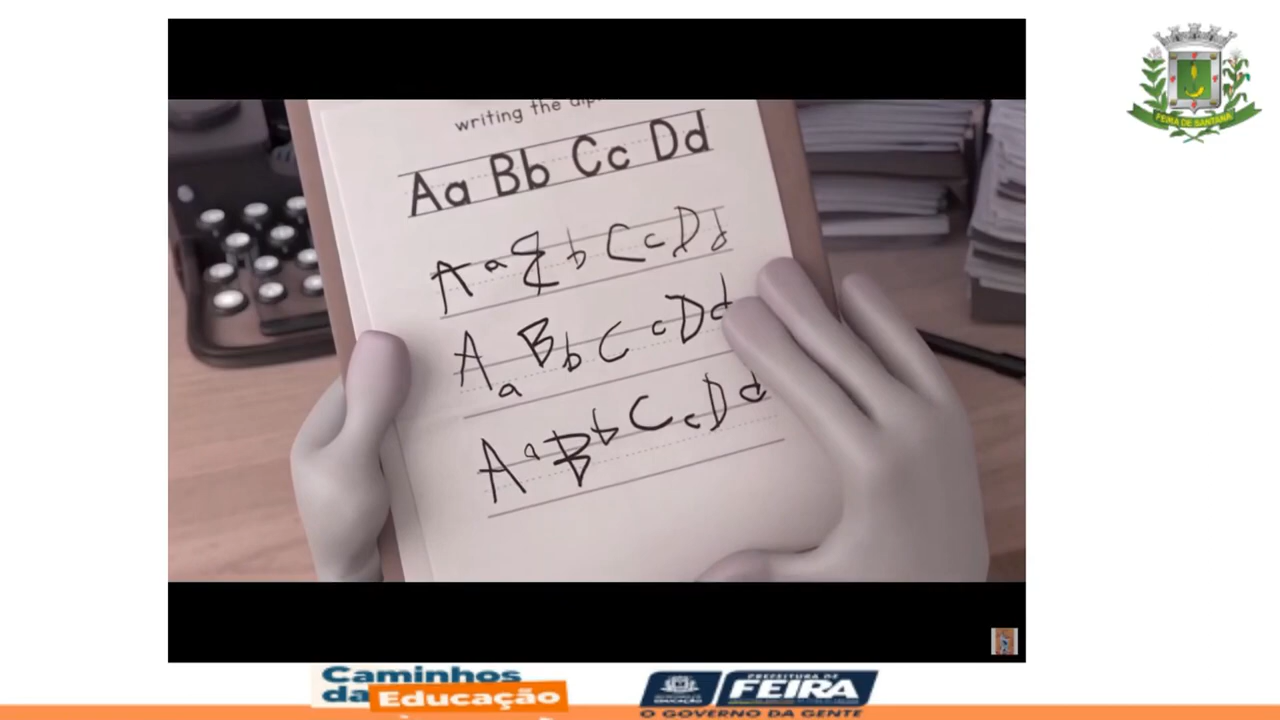 FEIRA DE SANTANA
writing the
Aa Bb Cc Dd
A a B b C c D d
A a B b C c D d
A a B b C c D d
Caminhos
da Educação
PREFEITURA DE
FEIRA
O GOVERNO DA GENTE